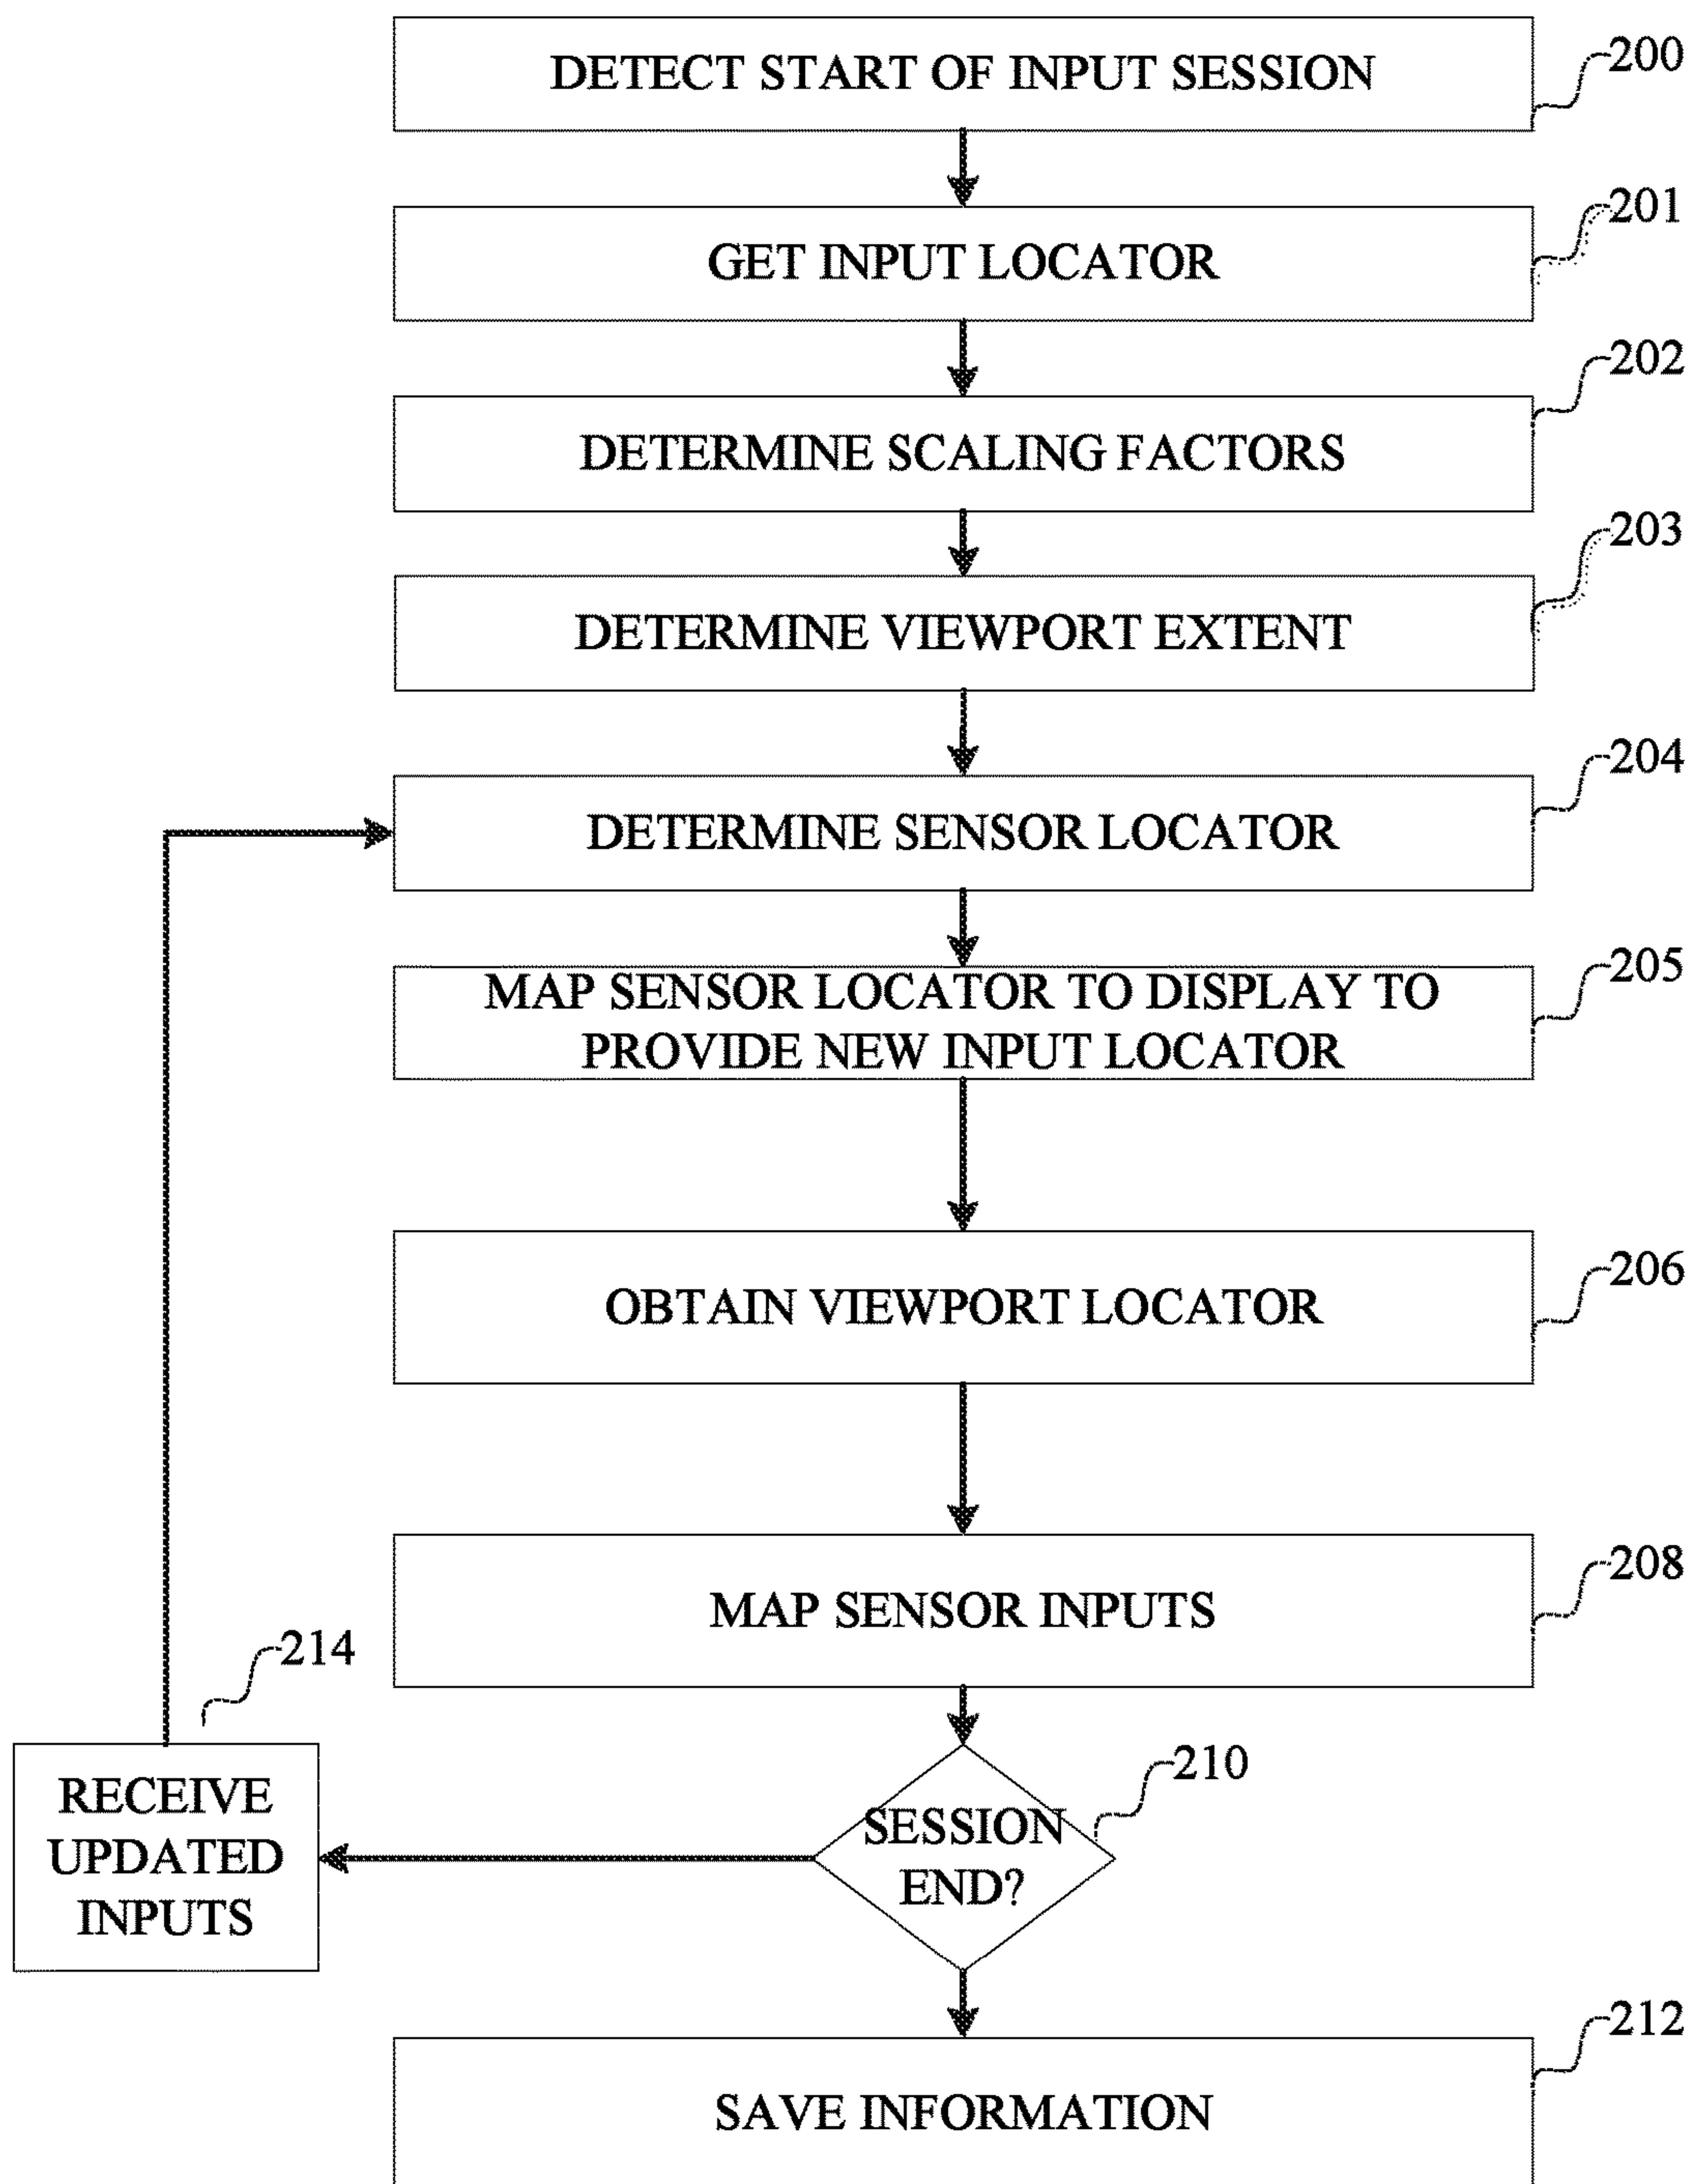 DETECT START OF INPUT SESSION
200
GET INPUT LOCATOR
201
DETERMINE SCALING FACTORS
202
DETERMINE VIEWPORT EXTENT
203
DETERMINE SENSOR LOCATOR
204
MAP SENSOR LOCATOR TO DISPLAY TO
PROVIDE NEW INPUT LOCATOR
205
OBTAIN VIEWPORT LOCATOR
206
MAP SENSOR INPUTS
208
SESSION
END?
210
214
RECEIVE
UPDATED
INPUTS
SAVE INFORMATION
212